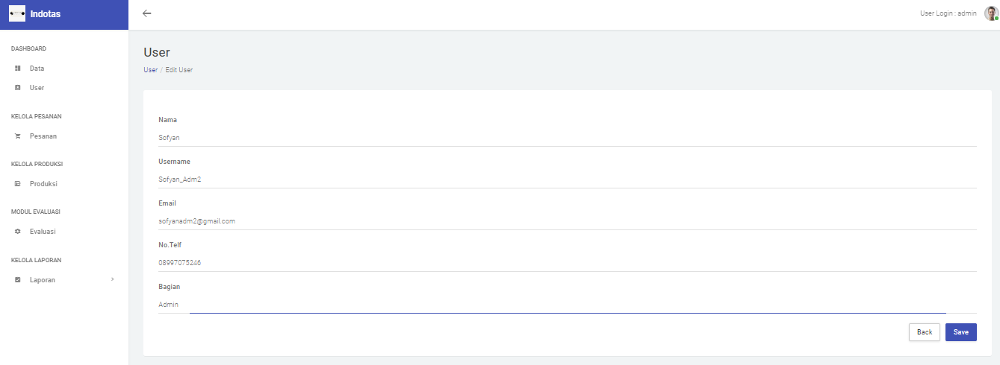 Indotas
User Login : admin
DASHBOARD
Data
User
KELOLA PESANAN
Pesanan
KELOLA PRODUKSI
Produksi
MODUL EVALUASI
Evaluasi
KELOLA LAPORAN
Laporan
User
User / Edit User
Nama
Sofyan
Username
Sofyan_Adm2
Email
sofyanadm2@gmail.com
No.Telf
08997075246
Bagian
Admin
Back Save